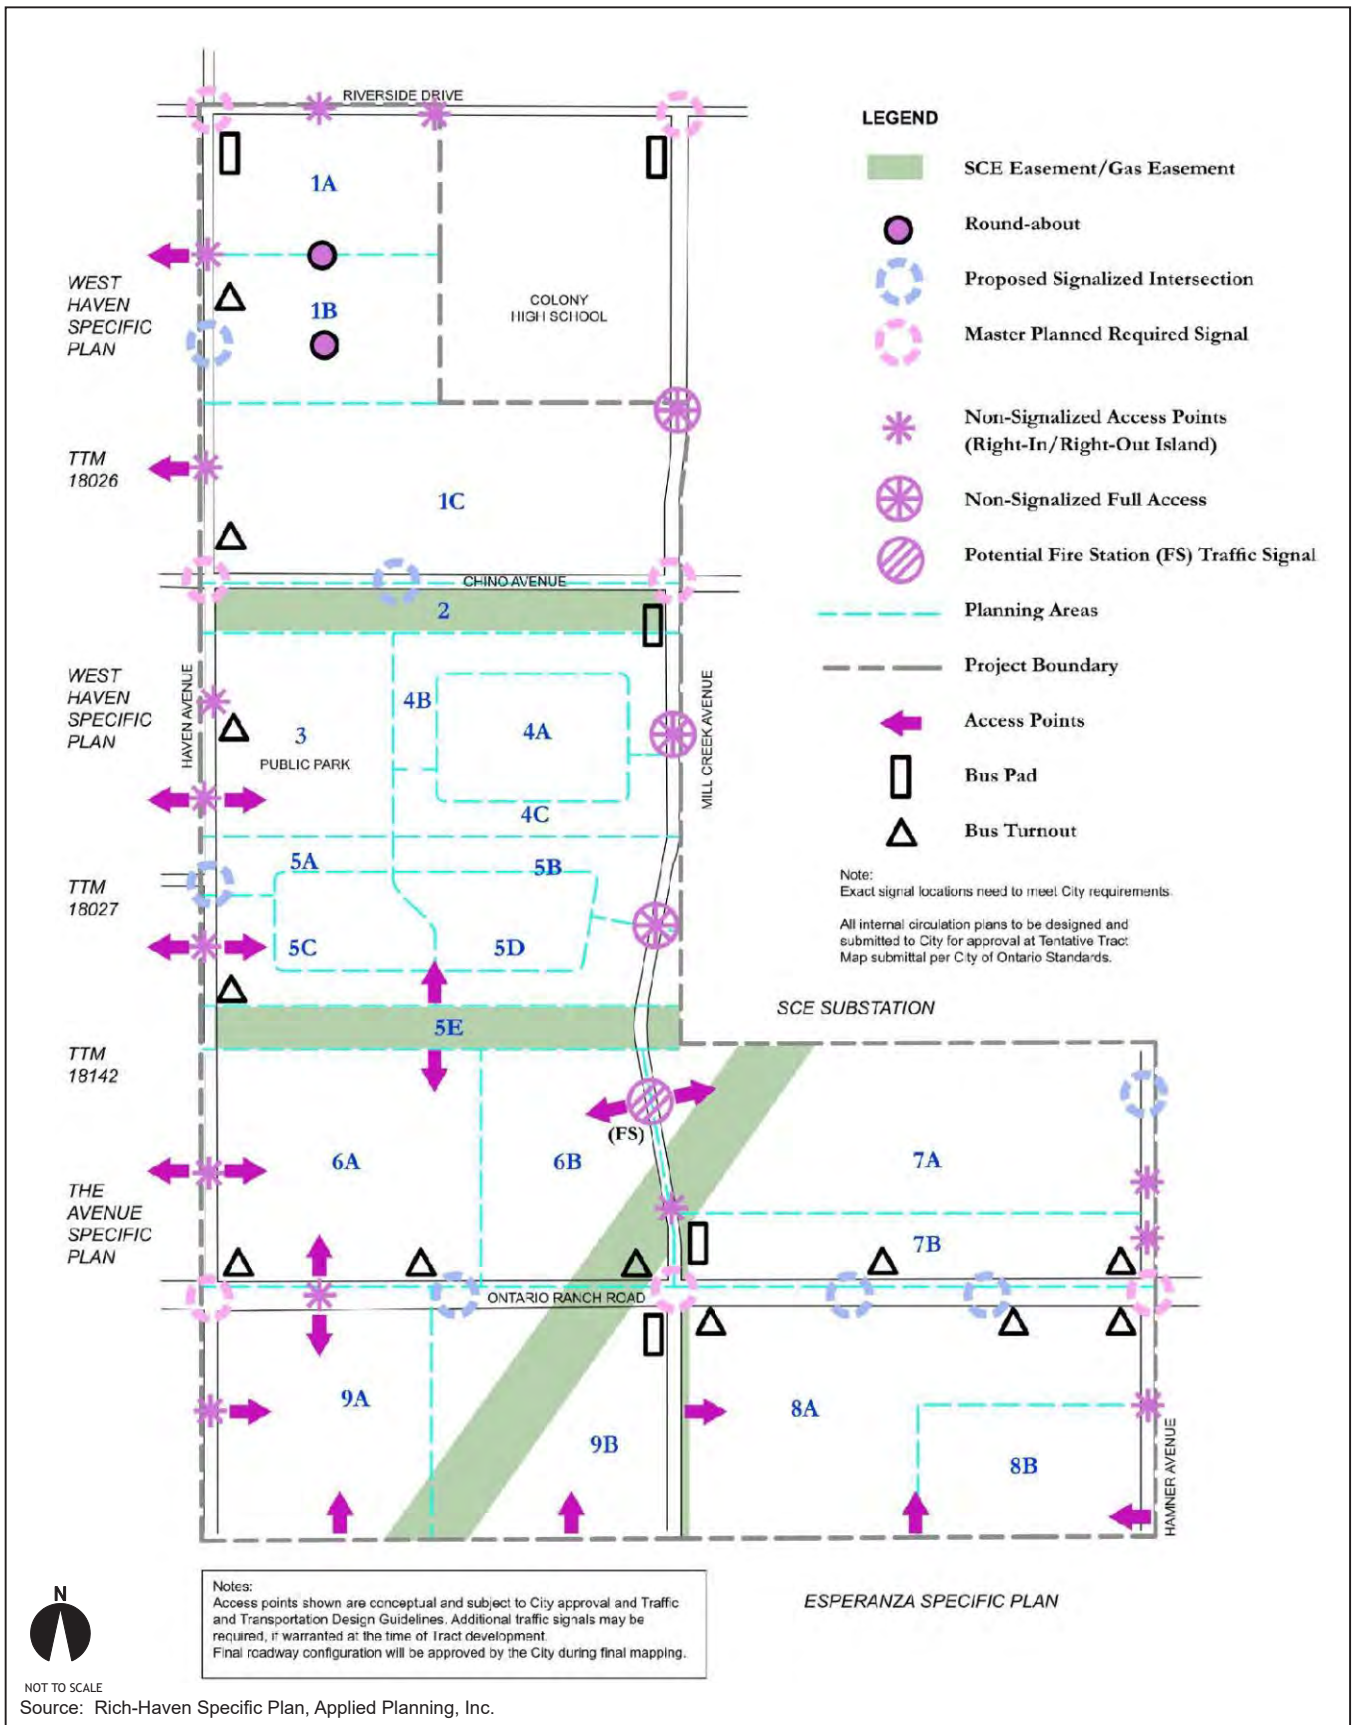 RIVERSIDE DRIVE
LEGEND
SCE Easement/Gas Easement
Round-about
Proposed Signalized Intersection
Master Planned Required Signal
Non-Signalized Access Points
(Right-In/Right-Out Island)
Non-Signalized Full Access
Potential Fire Station (FS) Traffic Signal
Planning Areas
Project Boundary
Access Points
Bus Pad
Bus Turnout
Note:
Exact signal locations need to meet City requirements.
All internal circulation plans to be designed and
submitted to City for approval at Tentative Tract
Map submittal per City of Ontario Standards.
1A
WEST
HAVEN
SPECIFIC
PLAN
1B
COLONY
HIGH SCHOOL
TTM
18026
1C
CHINO AVENUE
2
WEST
HAVEN
SPECIFIC
PLAN
HAVEN AVENUE
3
PUBLIC PARK
4B
4A
4C
MILL CREEK AVENUE
5A
5B
TTM
18027
5C
5D
SCE SUBSTATION
5E
TTM
18142
(FS)
6A
6B
7A
THE
AVENUE
SPECIFIC
PLAN
7B
ONTARIO RANCH ROAD
9A
8A
9B
8B
HAMNER AVENUE
Notes:
Access points shown are conceptual and subject to City approval and Traffic
and Transportation Design Guidelines. Additional traffic signals may be
required, if warranted at the time of Tract development.
Final roadway configuration will be approved by the City during final mapping.
ESPERANZA SPECIFIC PLAN
N
NOT TO SCALE
Source: Rich-Haven Specific Plan, Applied Planning, Inc.